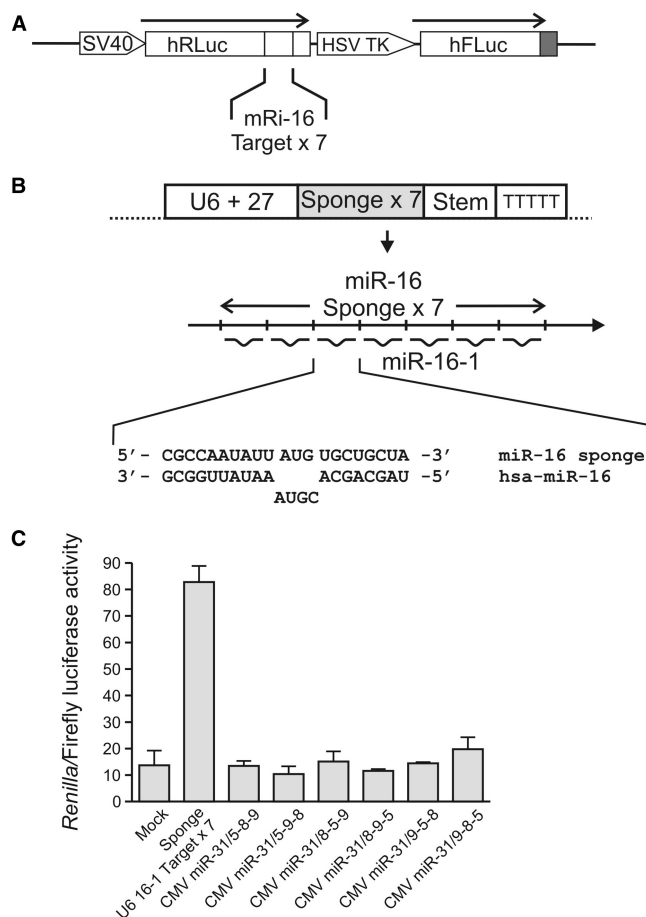 A
SV40 hRLuc HSV TK hFLuc
mRi-16
Target x 7
B
U6 + 27 Sponge x 7 Stem TTTTT
miR-16
Sponge x 7
miR-16-1
5′- CGCCAAUAUU AUG UGCUGCUA -3′ miR-16 sponge
3′- GCGGUUAUAA ACGACGAU -5′ hsa-miR-16
AUGC
C
Renilla/Firefly luciferase activity
90
80
70
60
50
40
30
20
10
0
Mock
Sponge
U6 16-1 Target x 7
CMV miR-31/5-8-9
CMV miR-31/5-9-8
CMV miR-31/8-5-9
CMV miR-31/8-9-5
CMV miR-31/9-5-8
CMV miR-31/9-8-5